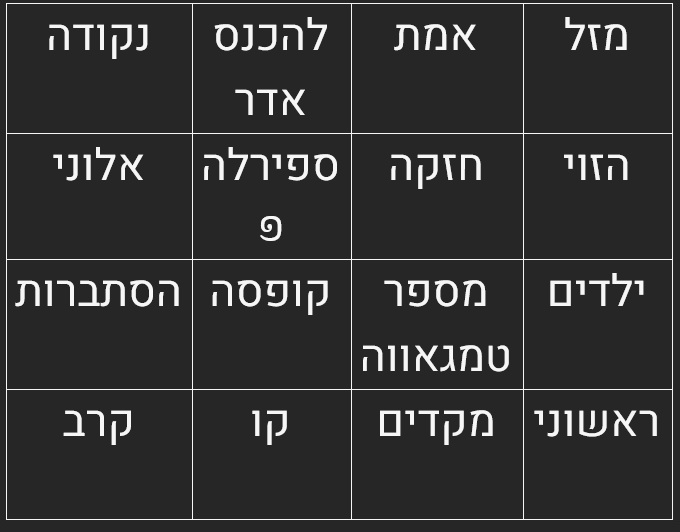 מזל
אמת
להכנס
אדר
נקודה
הזוי
חזקה
ספירלה
פּ
אלוני
ילדים
מספר
טמגאווה
קופסה
הסתברות
ראשוני
מקדים
קו
קרב